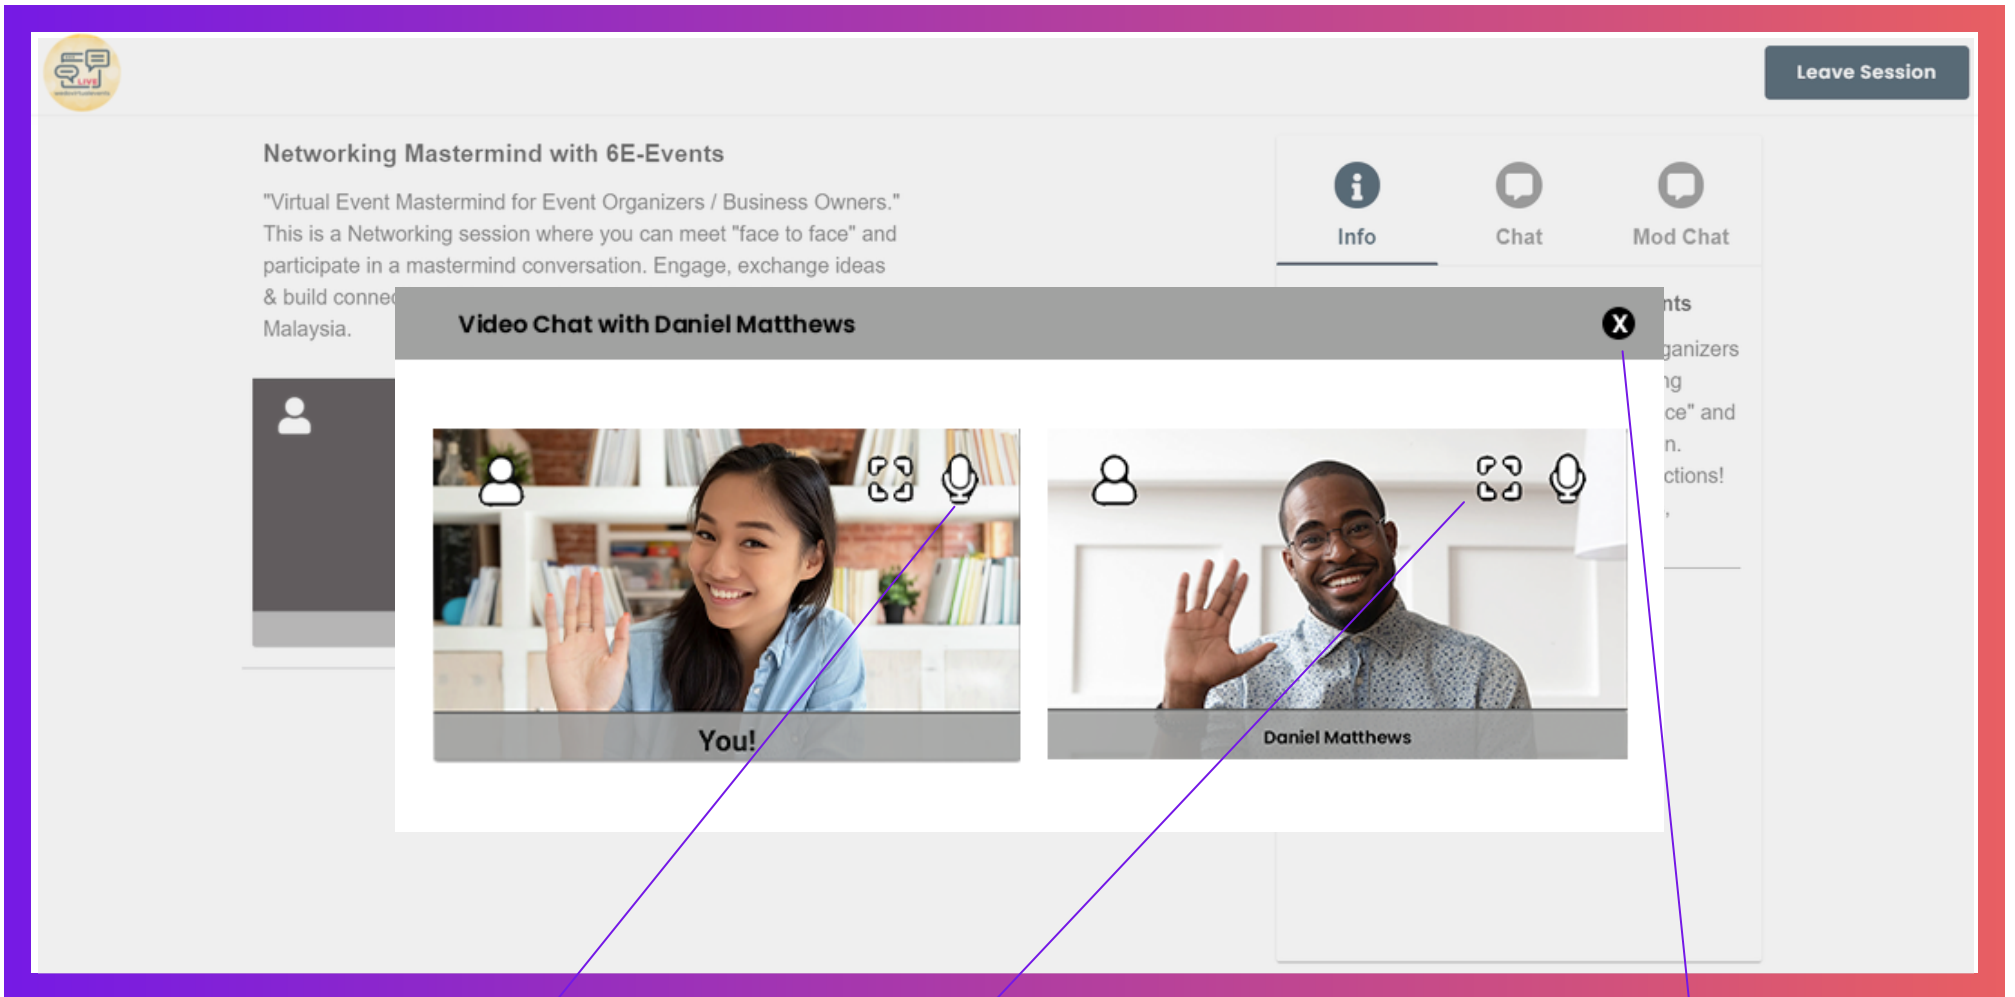 LIVE
Leave Session
Networking Mastermind with 6E-Events
"Virtual Event Mastermind for Event Organizers / Business Owners."
This is a Networking session where you can meet "face to face" and
participate in a mastermind conversation. Engage, exchange ideas
& build connec
Malaysia.
Info
Chat
Mod Chat
nts
ganizers
ng
ce" and
n.
ctions!
Video Chat with Daniel Matthews
X
You!
Daniel Matthews